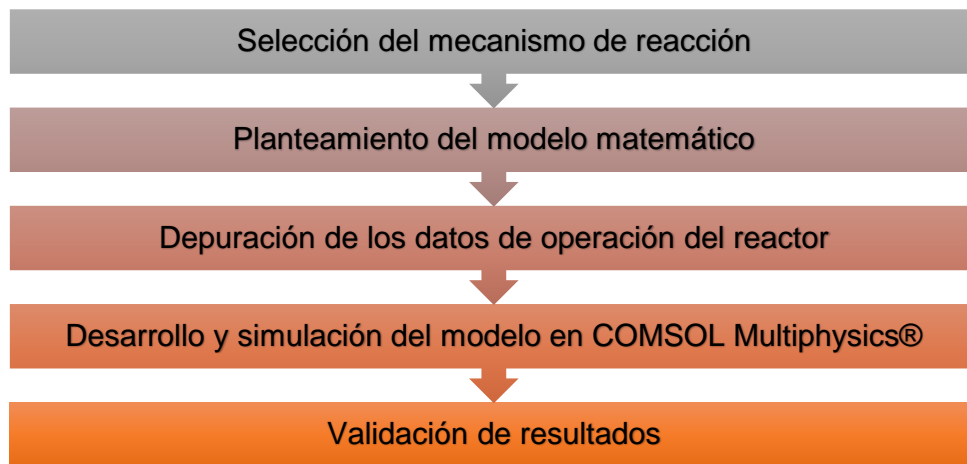 Selección del mecanismo de reacción
Planteamiento del modelo matemático
Depuración de los datos de operación del reactor
Desarrollo y simulación del modelo en COMSOL Multiphysics®
Validación de resultados